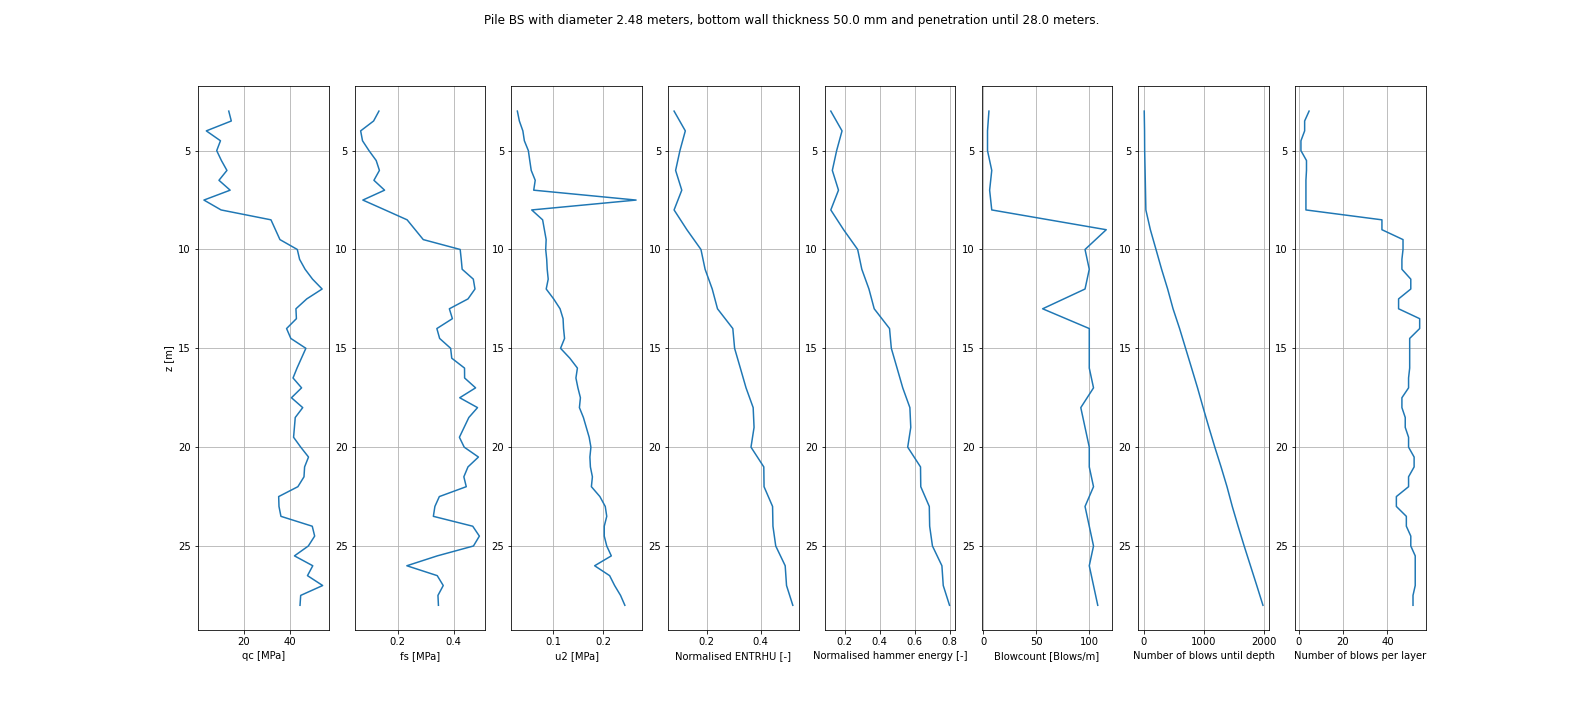 Pile BS with diameter 2.48 meters, bottom wall thickness 50.0 mm and penetration until 28.0 meters.
5 5 5 5 5 5 5 5
10 10 10 10 10 10 10 10
15 15 15 15 15 15 15 15
z [m]
20 20 20 20 20 20 20 20
25 25 25 25 25 25 25 25
20 40 0.2 0.4 0.1 0.2 0.2 0.4 0.2 0.4 0.6 0.8 0 50 100 0 1000 2000 0 20 40
qc [MPa] fs [MPa] u2 [MPa] Normalised ENTRHU [-] Normalised hammer energy [-] Blowcount [Blows/m] Number of blows until depth Number of blows per layer